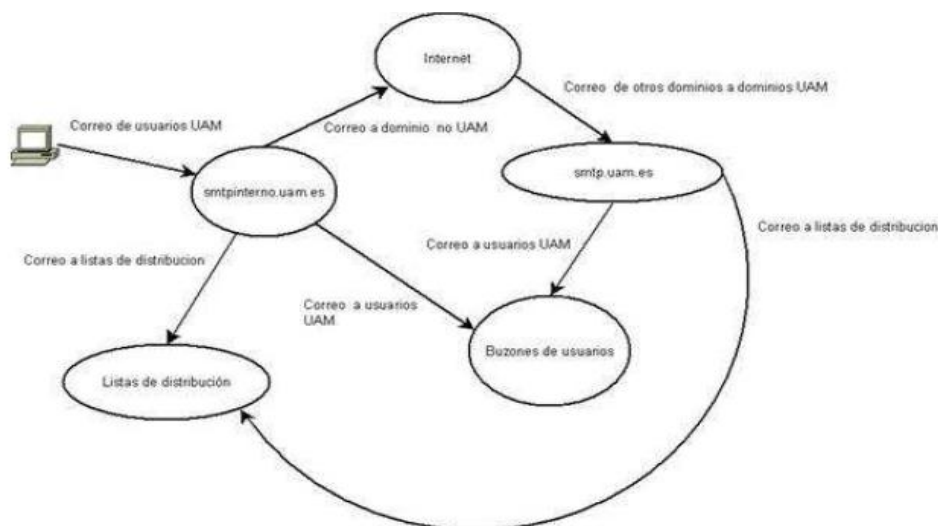 Internet
Correo de otros dominios a dominios UAM
Correo de usuarios UAM
Correo a dominio no UAM
smtpinterno.uam.es
smtp.uam.es
Correo a listas de distribucion
Correo a usuarios UAM
Correo a listas de distribucion
Correo a usuarios
UAM
Buzones de usuarios
Listas de distribución